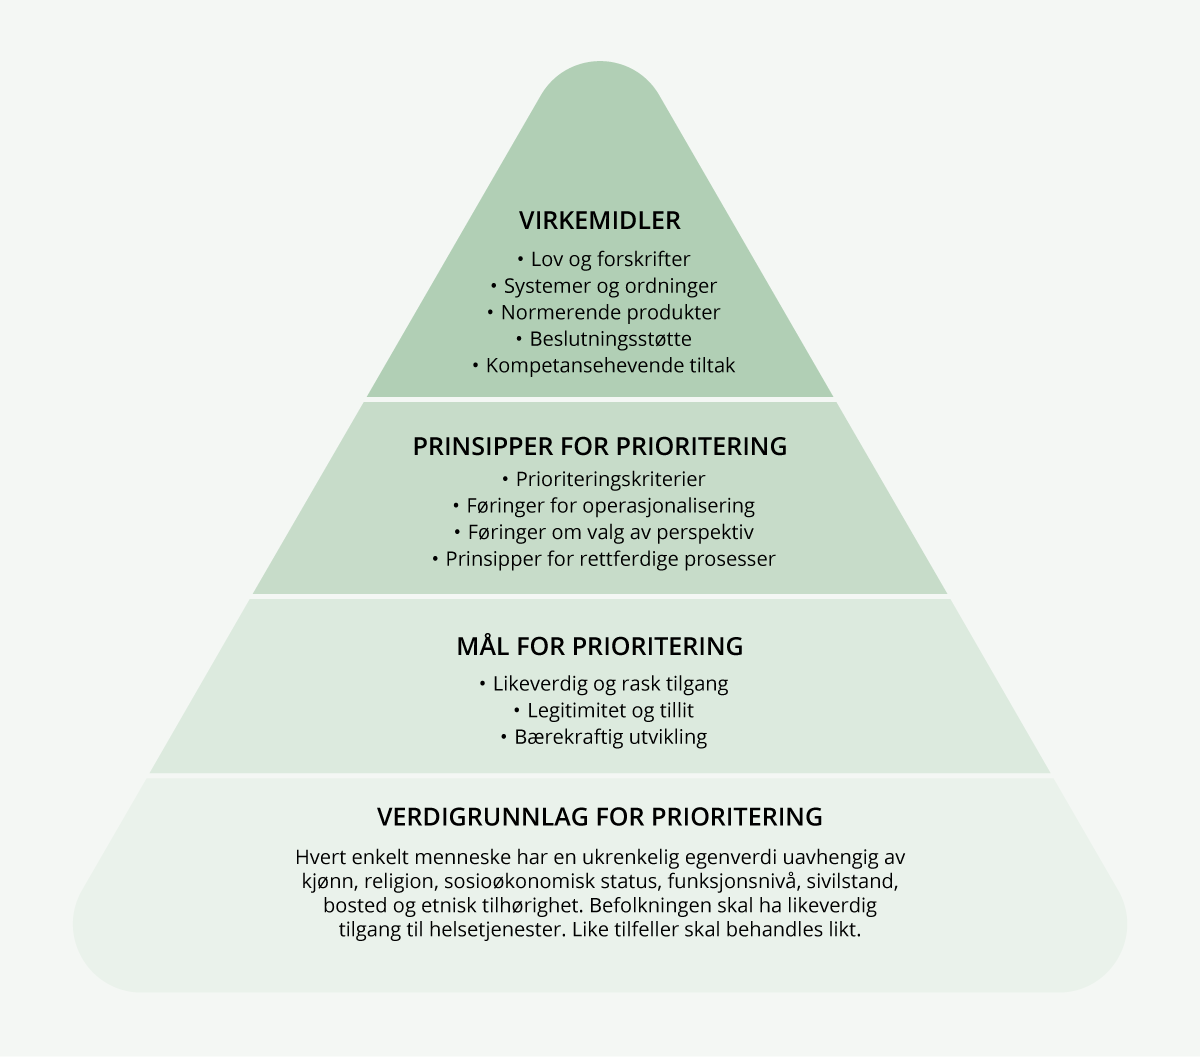 VIRKEMIDLER
• Lov og forskrifter
• Systemer og ordninger
• Normerende produkter
• Beslutningsstøtte
• Kompetansehevende tiltak
PRINSIPPER FOR PRIORITERING
• Prioriteringskriterier
• Føringer for operasjonalisering
• Føringer om valg av perspektiv
• Prinsipper for rettferdige prosesser
MÅL FOR PRIORITERING
• Likeverdig og rask tilgang
• Legitimitet og tillit
• Bærekraftig utvikling
VERDIGRUNNLAG FOR PRIORITERING
Hvert enkelt menneske har en ukrenkelig egenverdi uavhengig av
kjønn, religion, sosioøkonomisk status, funksjonsnivå, sivilstand,
bosted og etnisk tilhørighet. Befolkningen skal ha likeverdig
tilgang til helsetjenester. Like tilfeller skal behandles likt.